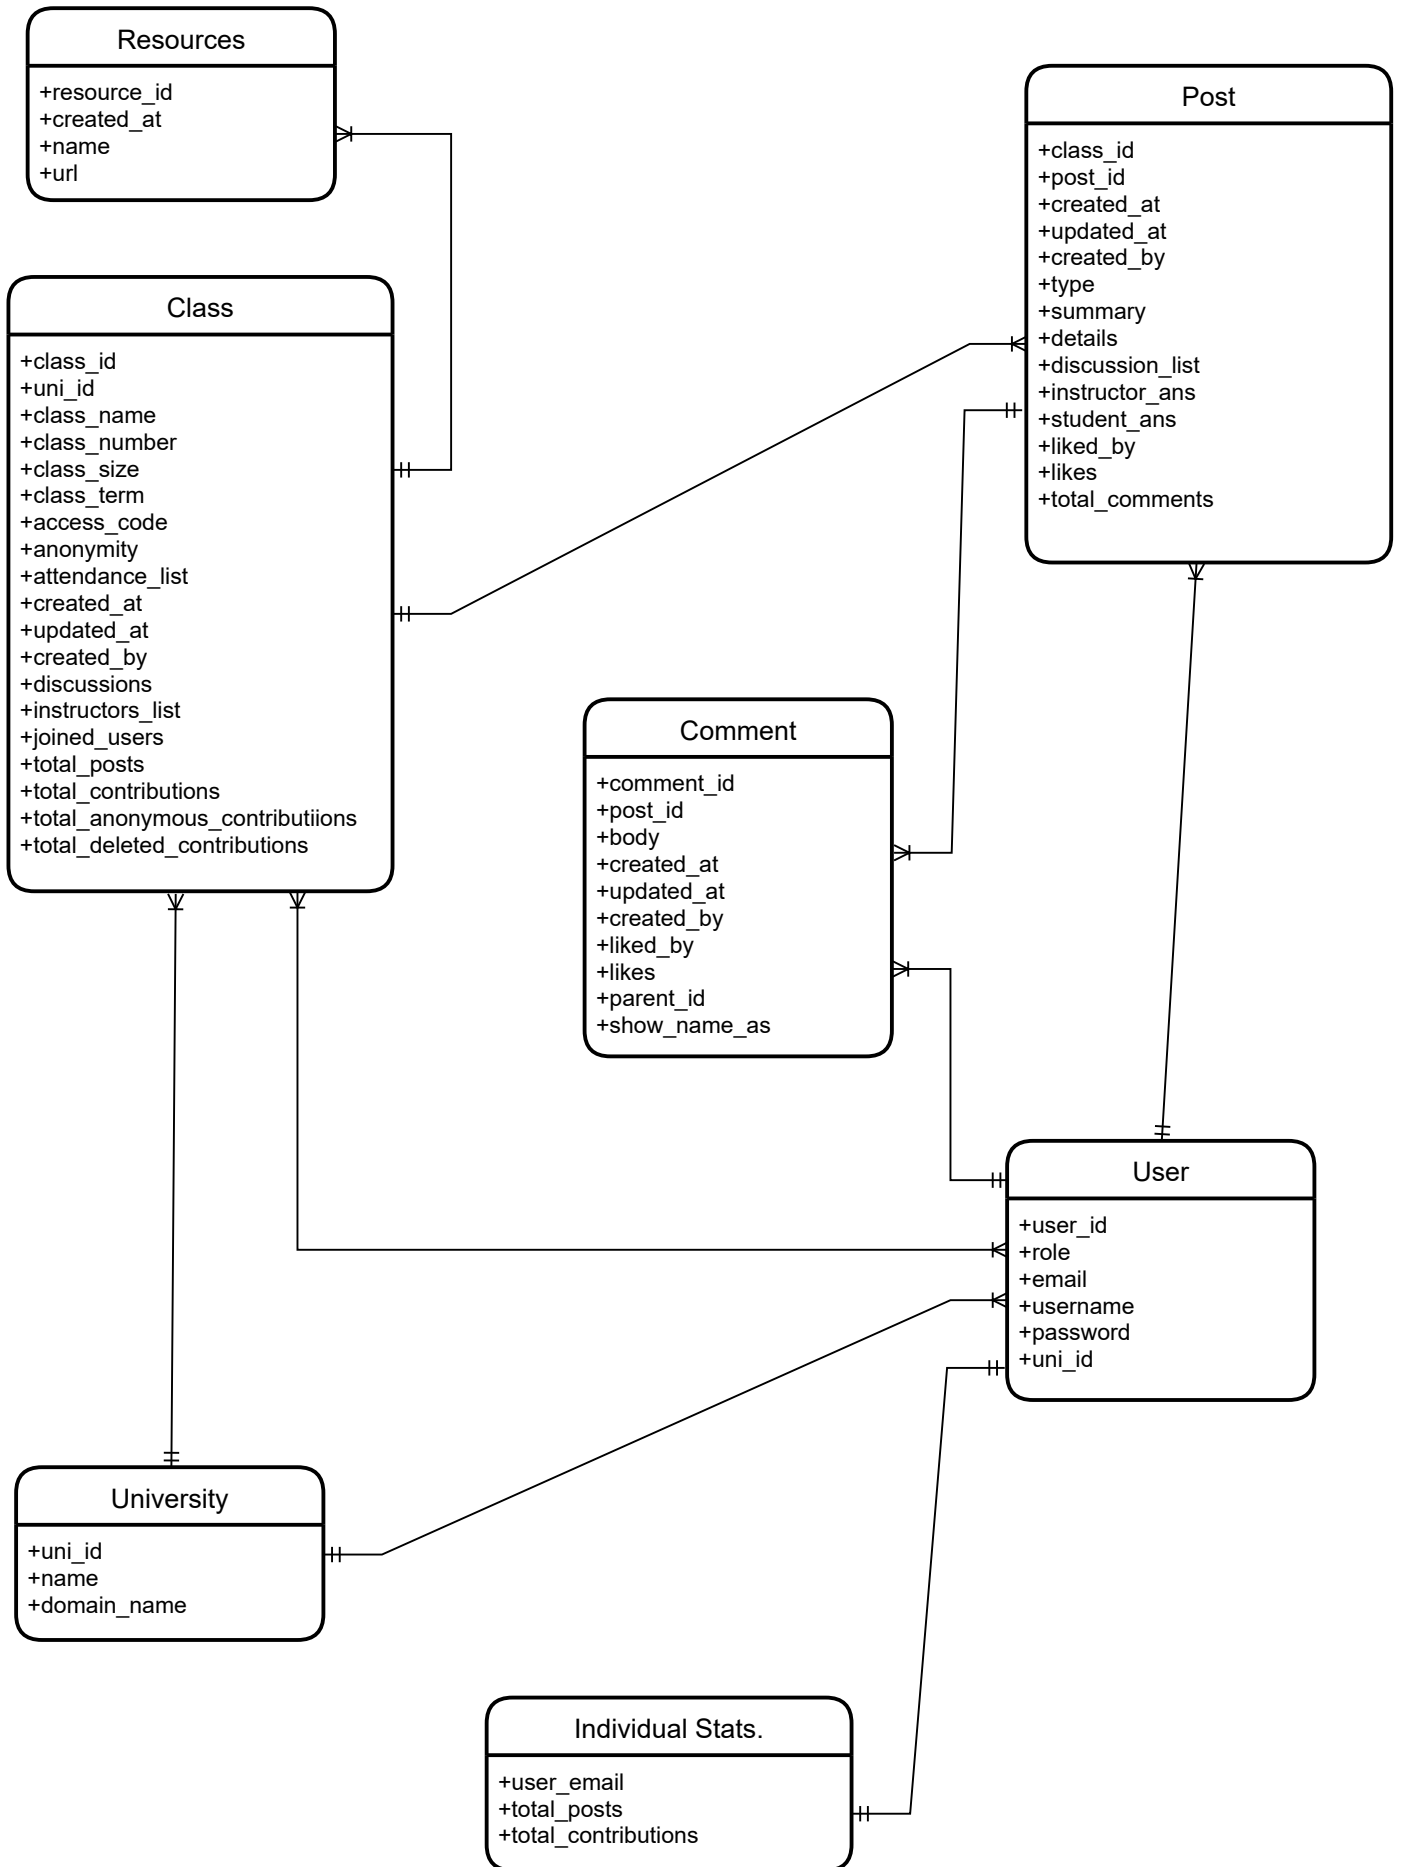 Resources
+resource_id
+created_at
+name
+url
Post
+class_id
+post_id
+created_at
+updated_at
+created_by
+type
+summary
+details
+discussion_list
+instructor_ans
+student_ans
+liked_by
+likes
+total_comments
Class
+class_id
+uni_id
+class_name
+class_number
+class_size
+class_term
+access_code
+anonymity
+attendance_list
+created_at
+updated_at
+created_by
+discussions
+instructors_list
+joined_users
+total_posts
+total_contributions
+total_anonymous_contributiions
+total_deleted_contributions
Comment
+comment_id
+post_id
+body
+created_at
+updated_at
+created_by
+liked_by
+likes
+parent_id
+show_name_as
User
+user_id
+role
+email
+username
+password
+uni_id
University
+uni_id
+name
+domain_name
Individual Stats.
+user_email
+total_posts
+total_contributions